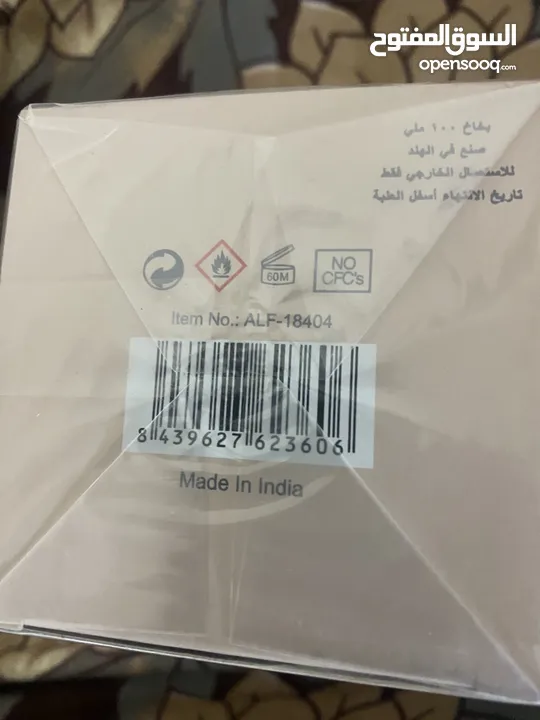 السوق المفتوح
opensooq.com
بخاخ ١٠٠ ملي
صنع في الهند
للاستعمال الخارجي فقط
تاريخ الانتهاء أسفل العلبة
60M
NO
CFC's
Item No.: ALF-18404
8 439627 623606
Made In India